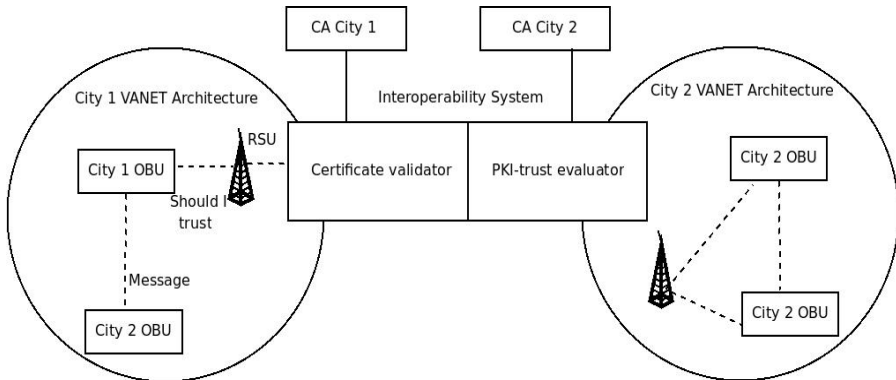 CA City 1
CA City 2
City 1 VANET Architecture
Interoperability System
City 2 VANET Architecture
RSU
City 1 OBU
Certificate validator
PKI-trust evaluator
City 2 OBU
Should I
trust
Message
City 2 OBU
City 2 OBU